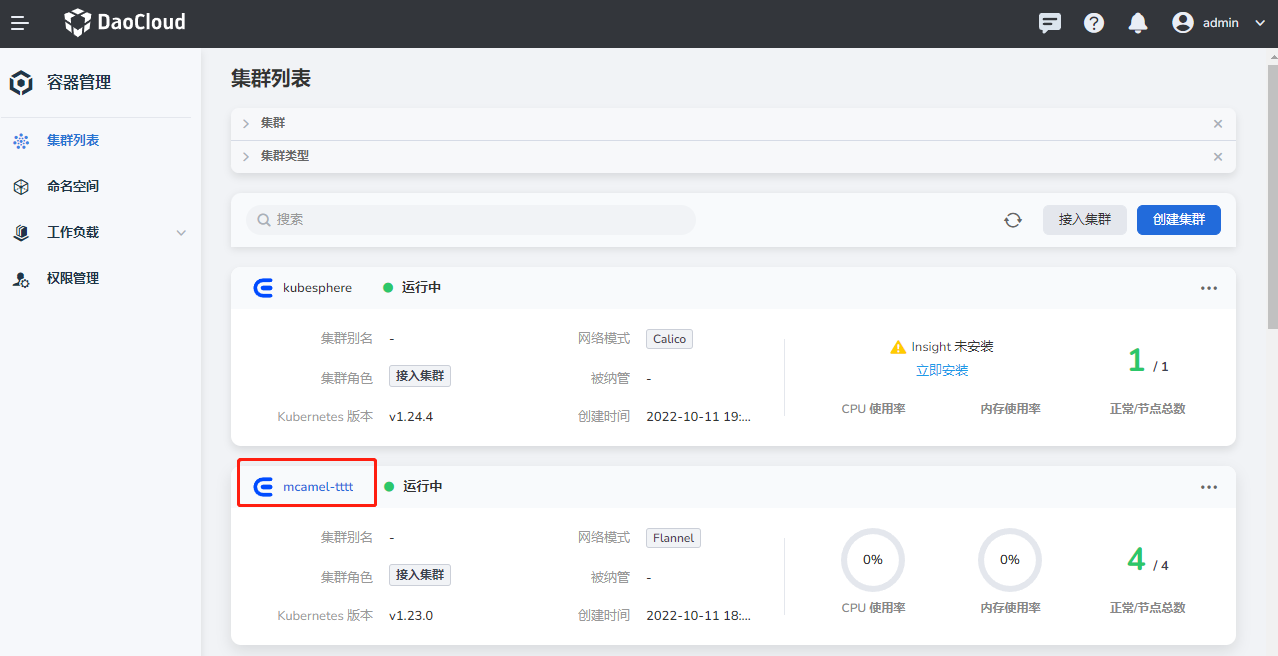 DaoCloud
admin
容器管理
集群列表
命名空间
工作负载
权限管理
集群列表
集群
集群类型
搜索
接入集群
创建集群
kubesphere 运行中
集群别名 -
集群角色 接入集群
Kubernetes 版本 v1.24.4
网络模式 Calico
被纳管 -
创建时间 2022-10-11 19:...
Insight 未安装
立即安装
CPU 使用率
内存使用率
1 / 1
正常/节点总数
mcamel-tttt 运行中
集群别名 -
集群角色 接入集群
Kubernetes 版本 v1.23.0
网络模式 Flannel
被纳管 -
创建时间 2022-10-11 18:...
0%
CPU 使用率
0%
内存使用率
4 / 4
正常/节点总数